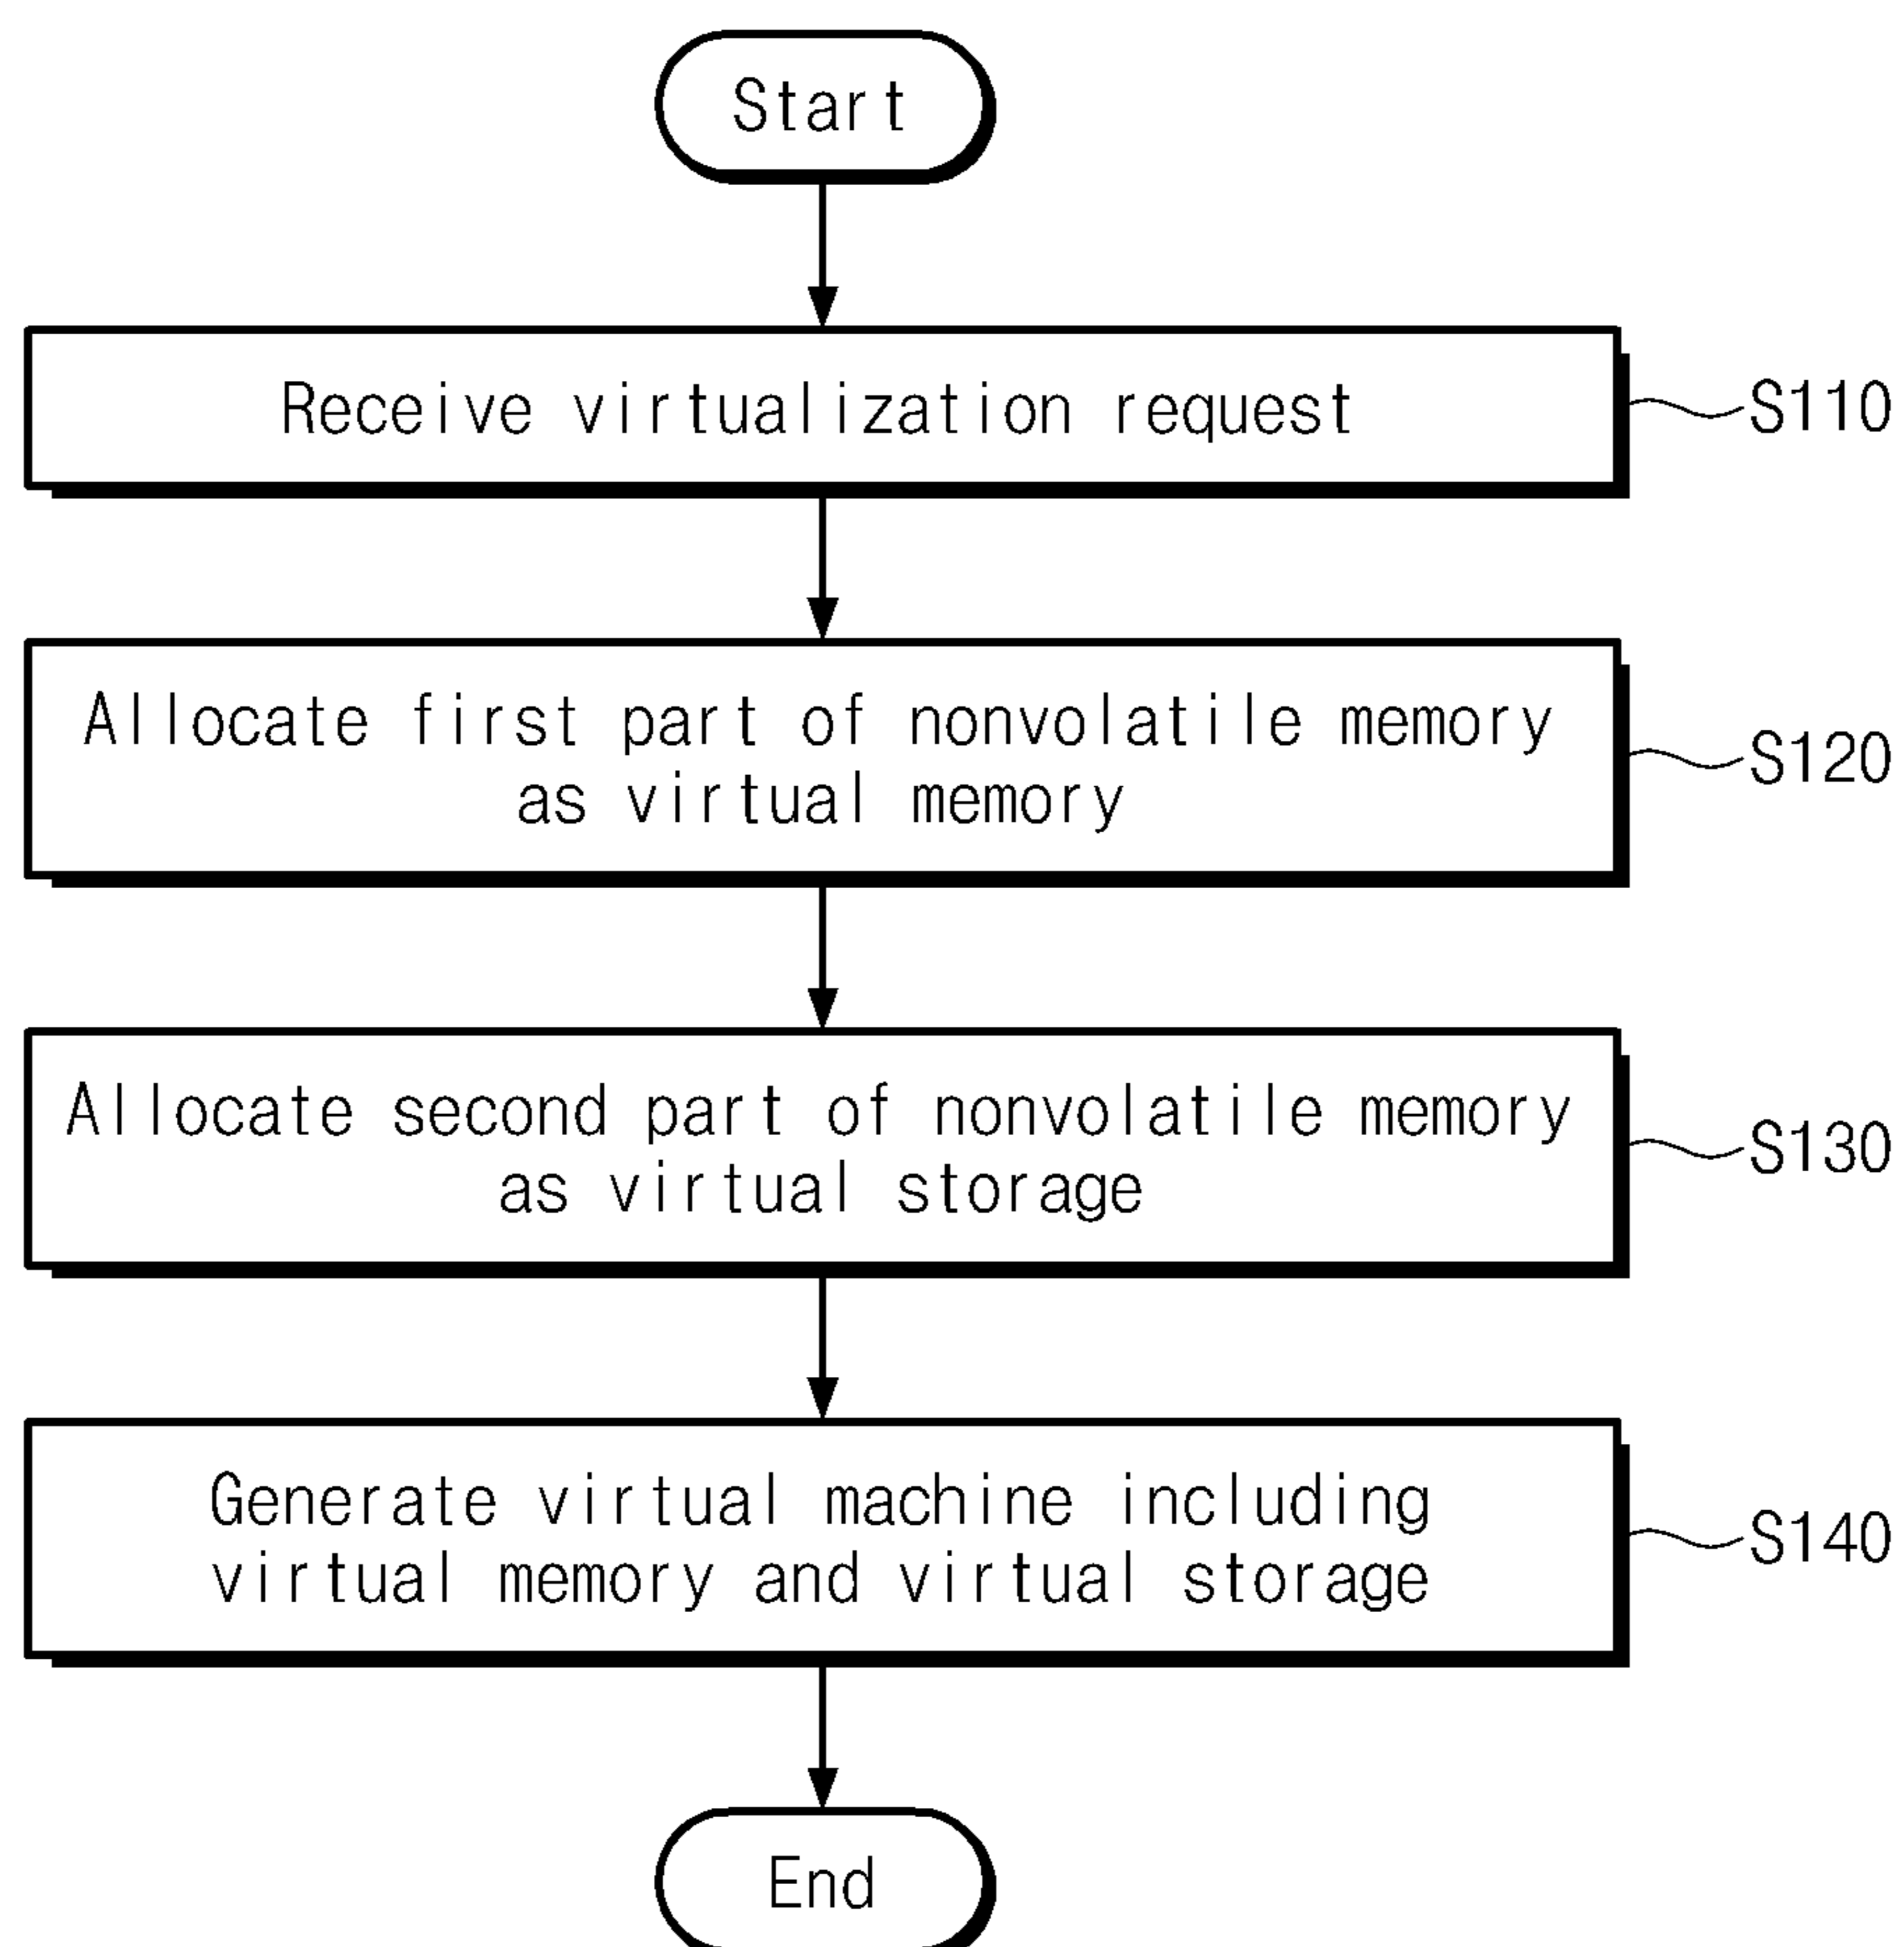 Start
Receive virtualization request
S110
Allocate first part of nonvolatile memory
as virtual memory
S120
Allocate second part of nonvolatile memory
as virtual storage
S130
Generate virtual machine including
virtual memory and virtual storage
S140
End